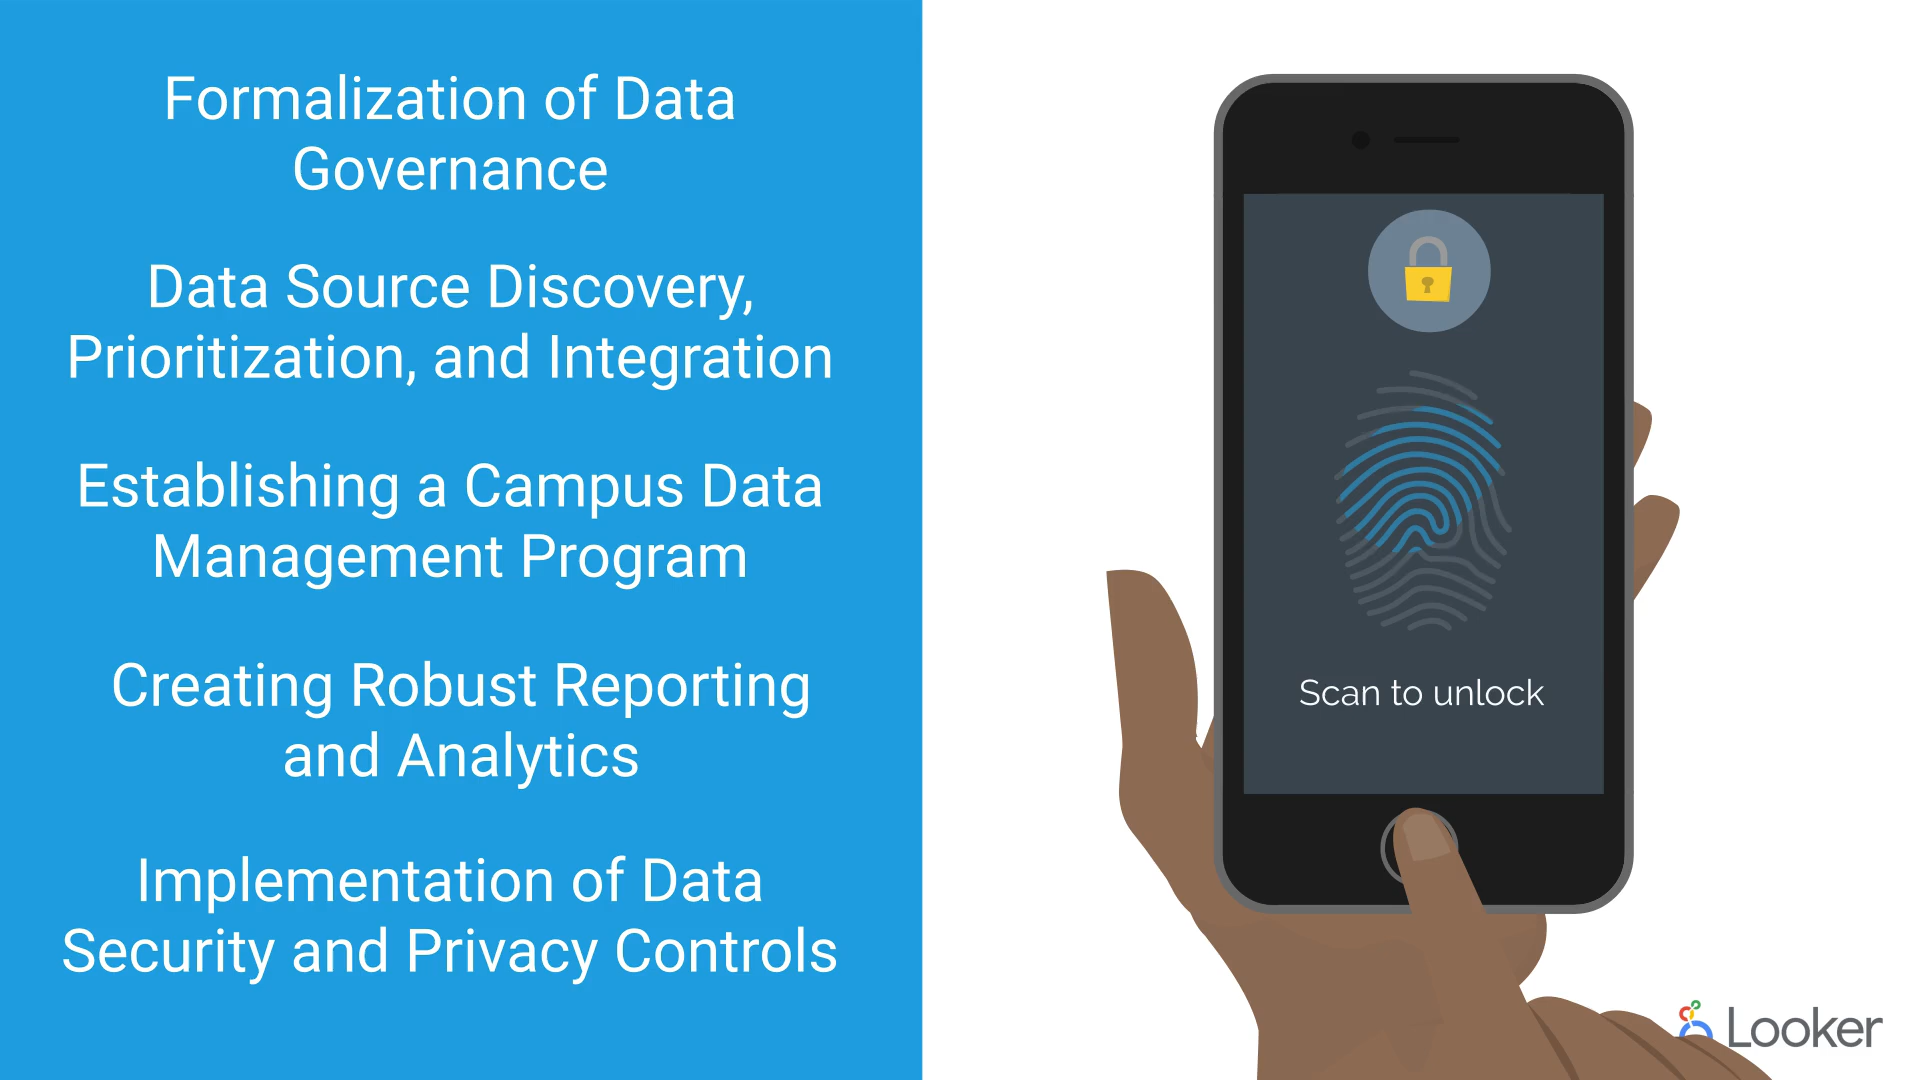 Formalization of Data
Governance
Data Source Discovery,
Prioritization, and Integration
Establishing a Campus Data
Management Program
Creating Robust Reporting
and Analytics
Implementation of Data
Security and Privacy Controls
Scan to unlock
Looker